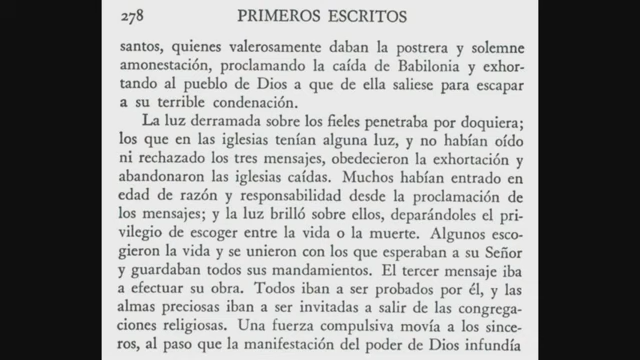 278 PRIMEROS ESCRITOS
santos, quienes valerosamente daban la postrera y solemne
amonestación, proclamando la caída de Babilonia y exhor-
tando al pueblo de Dios a que de ella saliese para escapar
a su terrible condenación.
La luz derramada sobre los fieles penetraba por doquiera;
los que en las iglesias tenían alguna luz, y no habían oído
ni rechazado los tres mensajes, obedecieron la exhortación y
abandonaron las iglesias caídas. Muchos habían entrado en
edad de razón y responsabilidad desde la proclamación de
los mensajes; y la luz brilló sobre ellos, deparándoles el pri-
vilegio de escoger entre la vida o la muerte. Algunos esco-
gieron la vida y se unieron con los que esperaban a su Señor
y guardaban todos sus mandamientos. El tercer mensaje iba
a efectuar su obra. Todos iban a ser probados por él, y las
almas preciosas iban a ser invitadas a salir de las congrega-
ciones religiosas. Una fuerza compulsiva movía a los since-
ros, al paso que la manifestación del poder de Dios infundía